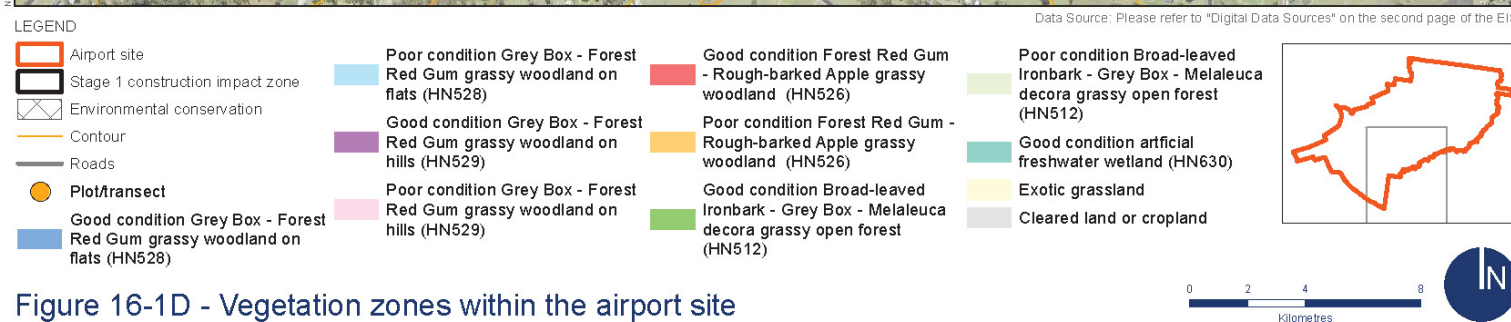 Data Source: Please refer to "Digital Data Sources" on the second page of the EIS
LEGEND
Airport site
Stage 1 construction impact zone
Environmental conservation
Contour
Roads
Plot/transect
Good condition Grey Box - Forest
Red Gum grassy woodland on
flats (HN528)
Poor condition Grey Box - Forest
Red Gum grassy woodland on
flats (HN528)
Good condition Grey Box - Forest
Red Gum grassy woodland on
hills (HN529)
Poor condition Grey Box - Forest
Red Gum grassy woodland on
hills (HN529)
Good condition Forest Red Gum
- Rough-barked Apple grassy
woodland (HN526)
Poor condition Forest Red Gum -
Rough-barked Apple grassy
woodland (HN526)
Good condition Broad-leaved
Ironbark - Grey Box - Melaleuca
decora grassy open forest
(HN512)
Poor condition Broad-leaved
Ironbark - Grey Box - Melaleuca
decora grassy open forest
(HN512)
Good condition artficial
freshwater wetland (HN630)
Exotic grassland
Cleared land or cropland
0 2 4 8
Kilometres
N
Figure 16-1D - Vegetation zones within the airport site